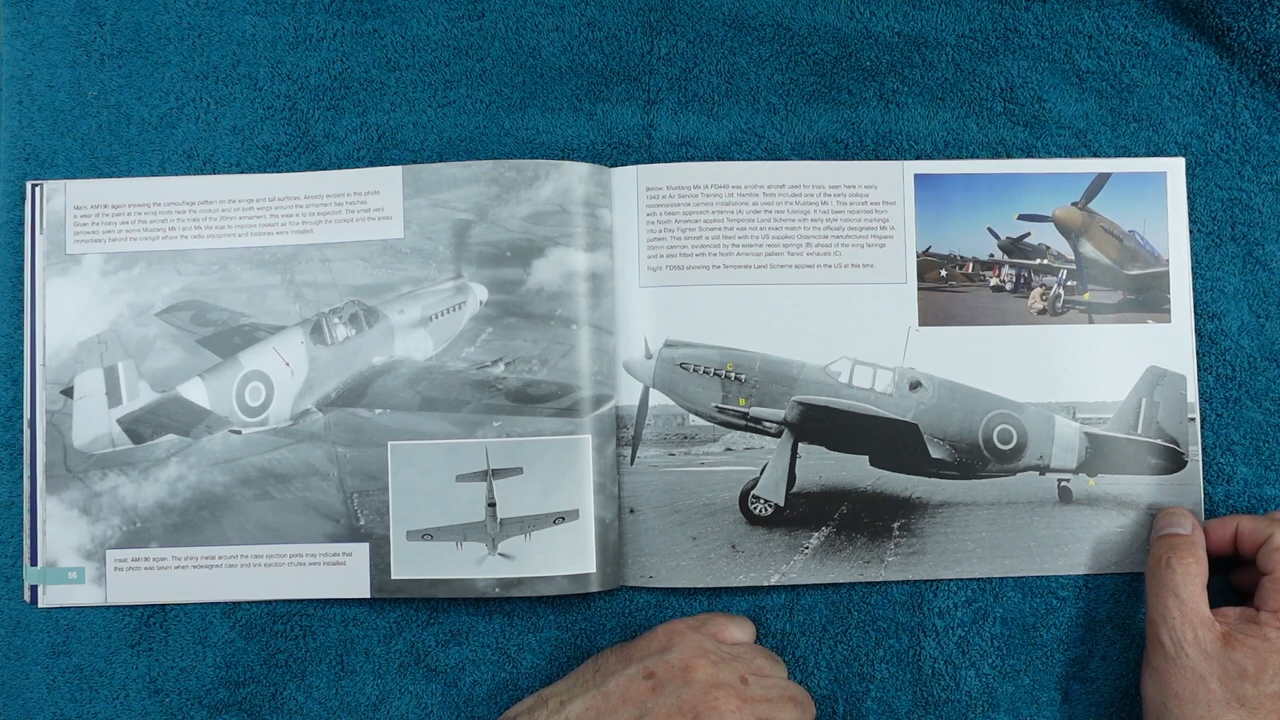 Main: AM190 again showing the camouflage pattern on the wings and tail surfaces. Already evident in this photo
is wear of the paint at the wing roots near the cockpit and on both wings around the armament bay hatches.
Given the heavy use of this aircraft in the trials of the 20mm armament, this wear is to be expected. The small vent
(arrowed) seen on some Mustang Mk I and Mk IAs was to improve coolant air flow through the cockpit and the areas
immediately behind the cockpit where the radio equipment and batteries were installed.
Inset: AM190 again. The shiny metal around the case ejection ports may indicate that
this photo was taken when redesigned case and link ejection chutes were installed.
56
Below: Mustang Mk IA FD449 was another aircraft used for trials, seen here in early
1943 at Air Service Training Ltd, Hamble. Tests included one of the early oblique
reconnaissance camera installations, as used on the Mustang Mk I. This aircraft was fitted
with a beam approach antenna (A) under the rear fuselage. It had been repainted from
the North American applied Temperate Land Scheme with early style national markings
into a Day Fighter Scheme that was not an exact match for the officially designated Mk IA
pattern. This aircraft is still fitted with the US supplied Oldsmobile manufactured Hispano
20mm cannon, evidenced by the external recoil springs (B) ahead of the wing fairings
and is also fitted with the North American pattern 'flared' exhausts (C)
Right: FD553 showing the Temperate Land Scheme applied in the US at this time.
C
B
A